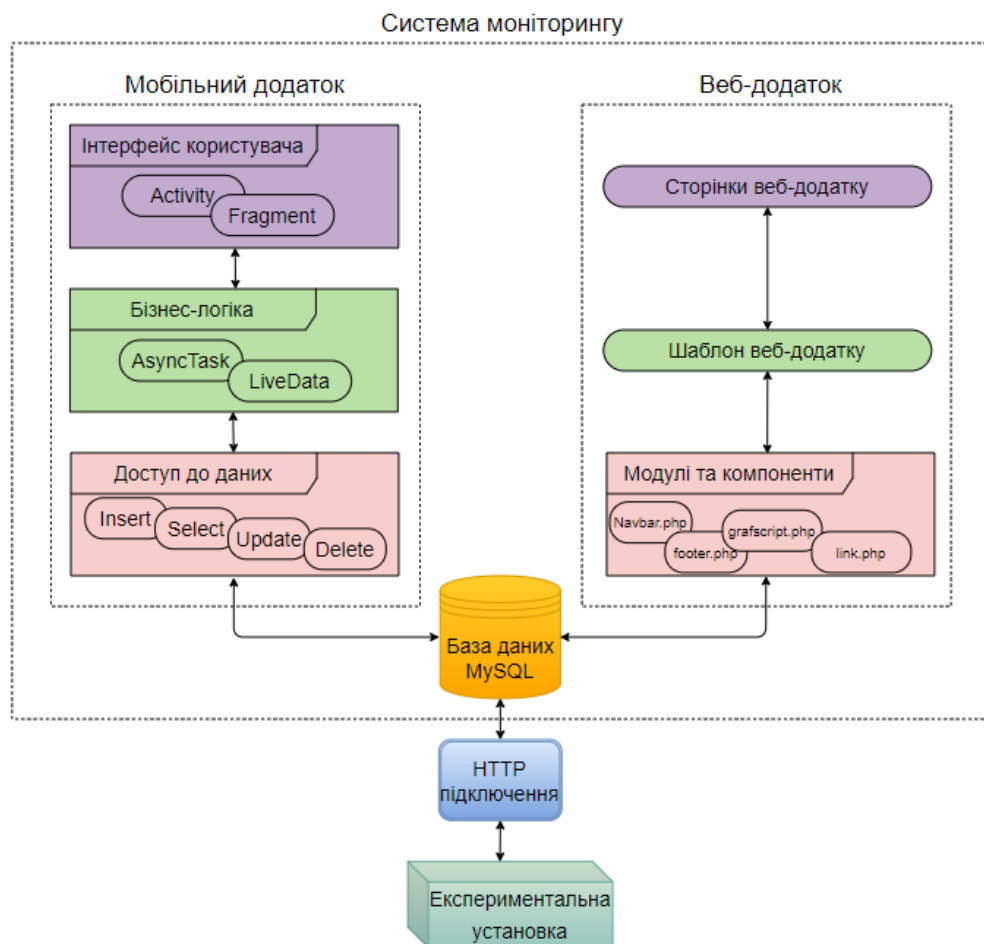 Система моніторингу
Мобільний додаток
Інтерфейс користувача
Activity
Fragment
Бізнес-логіка
AsyncTask
LiveData
Доступ до даних
Insert
Select
Update
Delete
Веб-додаток
Сторінки веб-додатку
Шаблон веб-додатку
Модулі та компоненти
Navbar.php
footer.php
grafscript.php
link.php
База даних
MySQL
HTTP
підключення
Експериментальна
установка